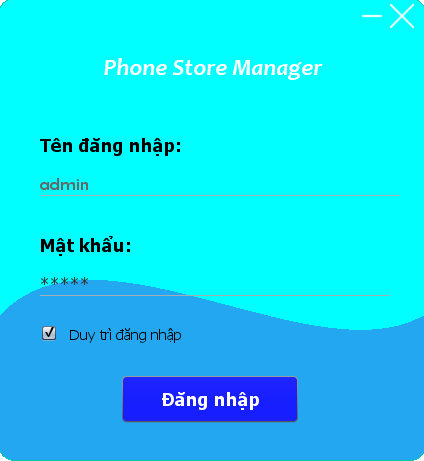 Phone Store Manager
Tên đăng nhập:
admin
Mật khẩu:
*****
Duy trì đăng nhập
Đăng nhập